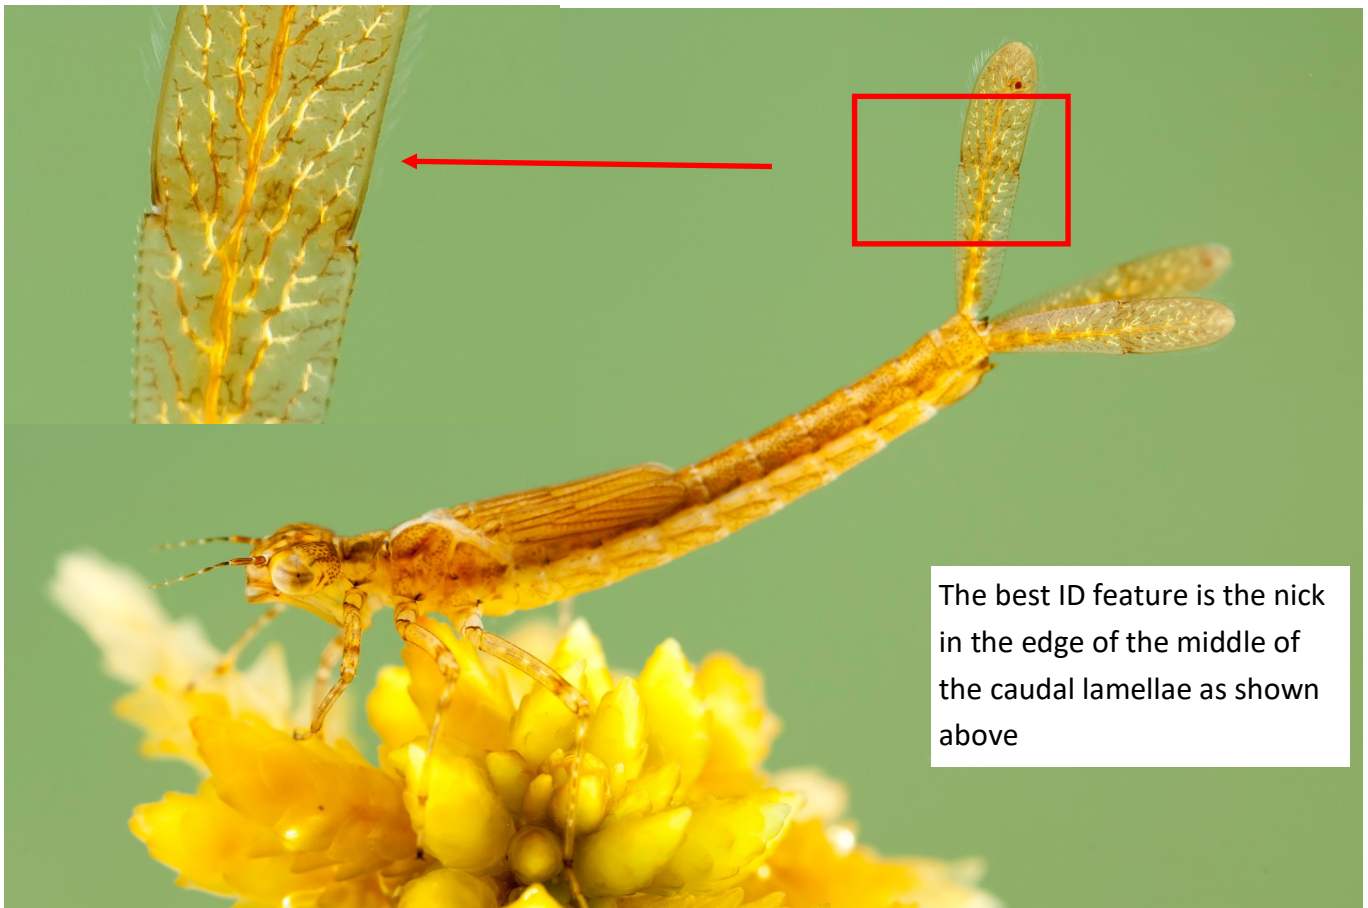 The best ID feature is the nick
in the edge of the middle of
the caudal lamellae as shown
above